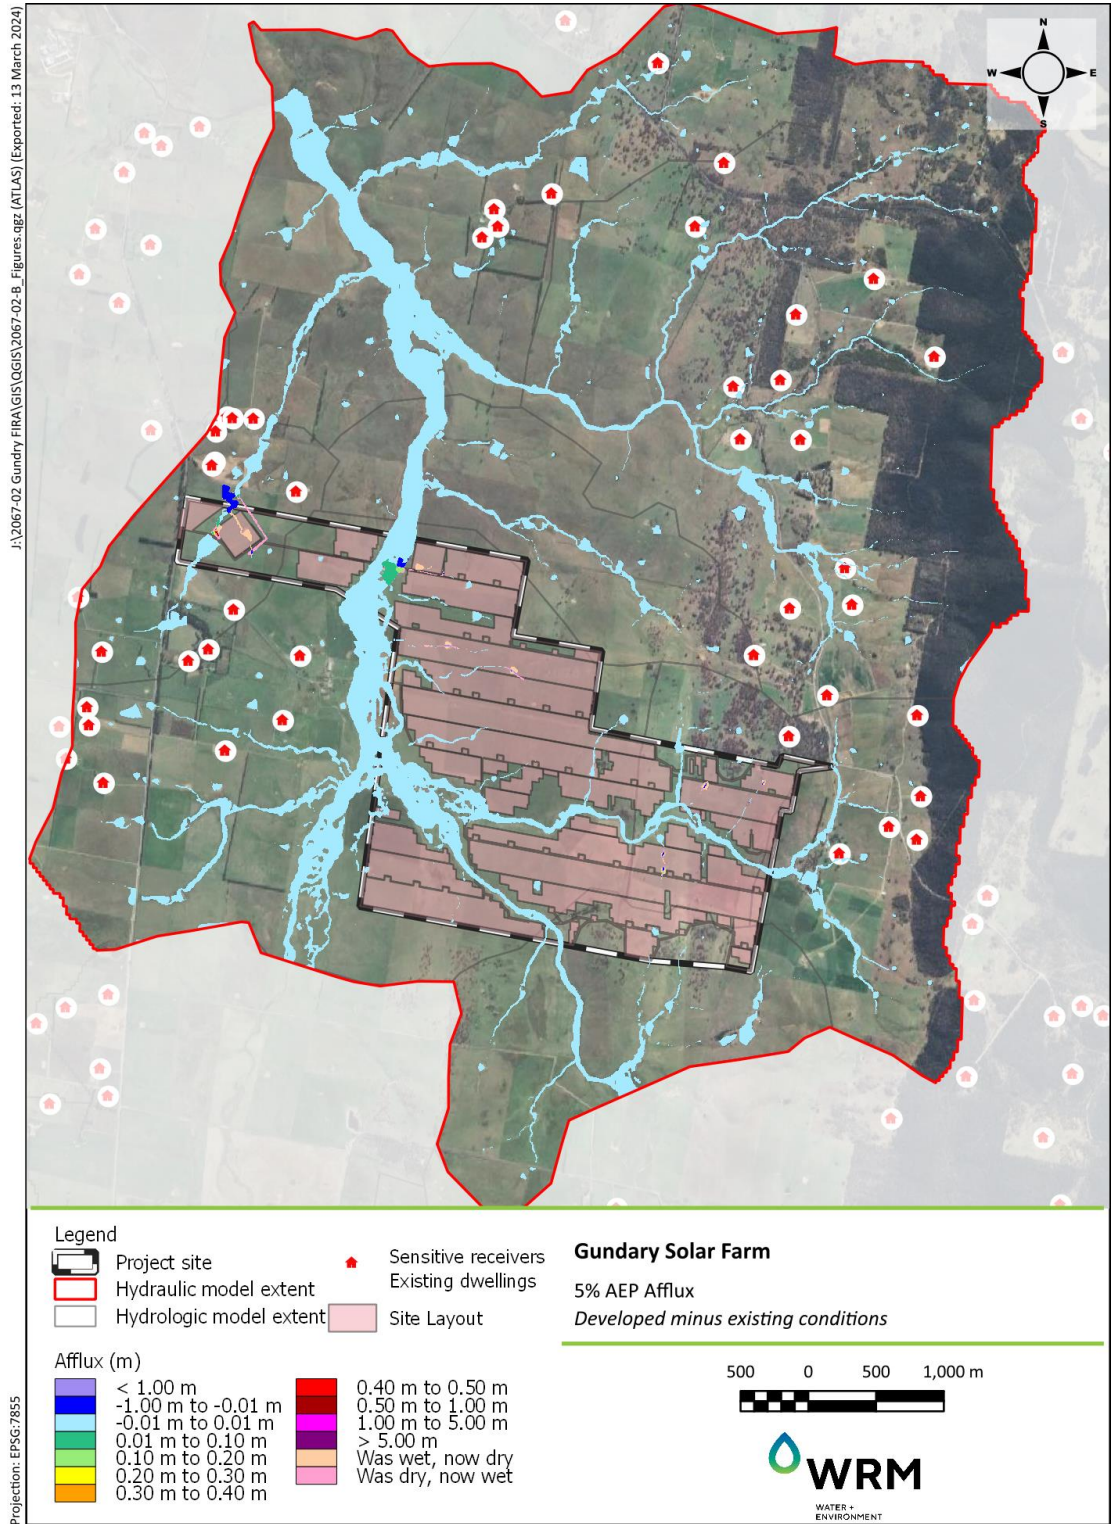 J:\2067-02 Gundry FIRA\GIS\QGIS\2067-02-B_Figures.qgz (ATLAS) (Exported: 13 March 2024)
N
W
E
S
Legend
Project site
Hydraulic model extent
Hydrologic model extent
Sensitive receivers
Existing dwellings
Site Layout
Gundary Solar Farm
5% AEP Afflux
Developed minus existing conditions
Afflux (m)
< 1.00 m
-1.00 m to -0.01 m
-0.01 m to 0.01 m
0.01 m to 0.10 m
0.10 m to 0.20 m
0.20 m to 0.30 m
0.30 m to 0.40 m
0.40 m to 0.50 m
0.50 m to 1.00 m
1.00 m to 5.00 m
> 5.00 m
Was wet, now dry
Was dry, now wet
500 0 500 1,000 m
WRM
WATER +
ENVIRONMENT
Projection: EPSG:7855